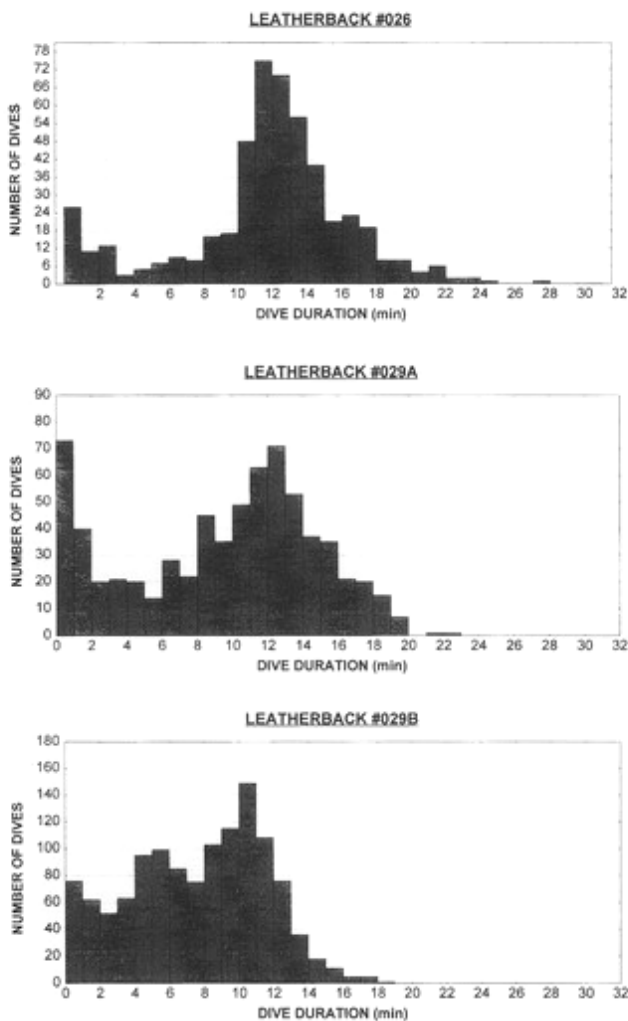 LEATHERBACK #026
78
72
66
60
54
48
42
36
30
24
18
12
6
0
NUMBER OF DIVES
2 4 6 8 10 12 14 16 18 20 22 24 26 28 30 32
DIVE DURATION (min)
LEATHERBACK #029A
90
80
70
60
50
40
30
20
10
0
NUMBER OF DIVES
0 2 4 6 8 10 12 14 16 18 20 22 24 26 28 30 32
DIVE DURATION (min)
LEATHERBACK #029B
180
160
140
120
100
80
60
40
20
0
NUMBER OF DIVES
0 2 4 6 8 10 12 14 16 18 20 22 24 26 28 30 32
DIVE DURATION (min)